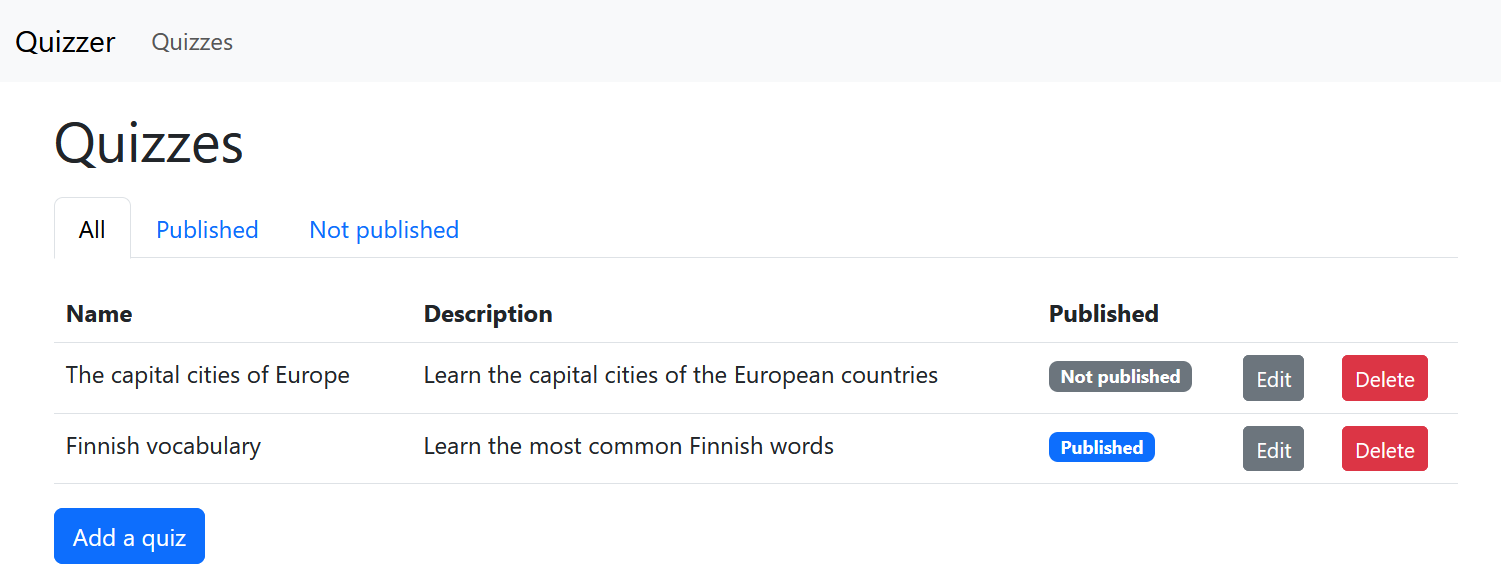 Quizzer Quizzes
Quizzes
All Published Not published
Name Description Published
The capital cities of Europe Learn the capital cities of the European countries Not published Edit Delete
Finnish vocabulary Learn the most common Finnish words Published Edit Delete
Add a quiz